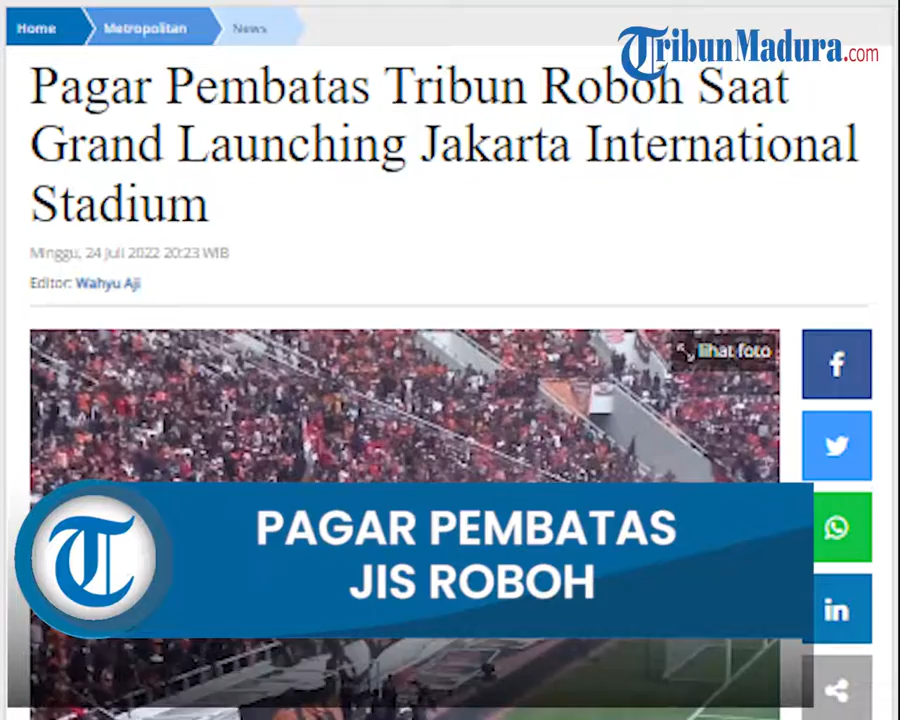 Home Metropolitan News
TribunMadura.com
Pagar Pembatas Tribun Roboh Saat
Grand Launching Jakarta International
Stadium
Minggu, 24 Juli 2022 20:23 WIB
Editor: Wahyu Aji
lihat foto
PAGAR PEMBATAS
JIS ROBOH